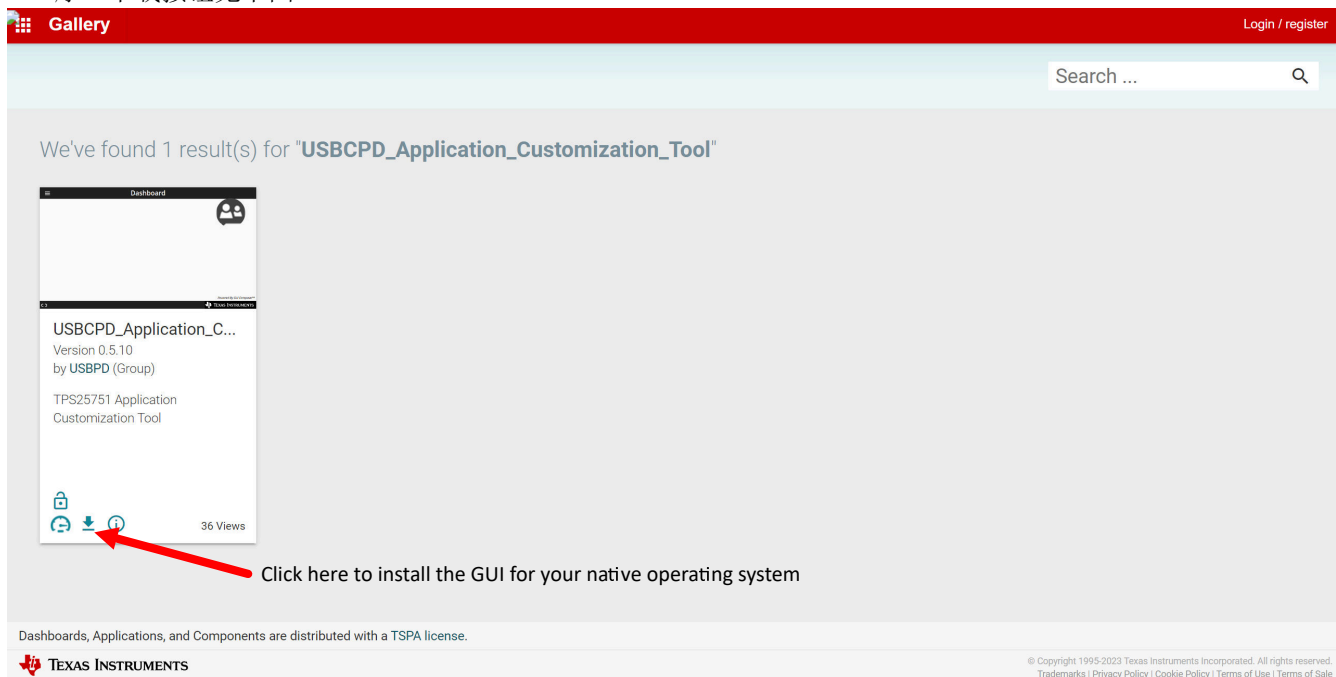 Gallery
Login / register
Search ...
We've found 1 result(s) for "USBCPD_Application_Customization_Tool"
Dashboard
TEXAS INSTRUMENTS
USBCPD_Application_C...
Version 0.5.10
by USBPD (Group)
TPS25751 Application
Customization Tool
36 Views
Click here to install the GUI for your native operating system
Dashboards, Applications, and Components are distributed with a TSPA license.
TEXAS INSTRUMENTS
© Copyright 1995-2023 Texas Instruments Incorporated. All rights reserved.
Trademarks | Privacy Policy | Cookie Policy | Terms of Use | Terms of Sale